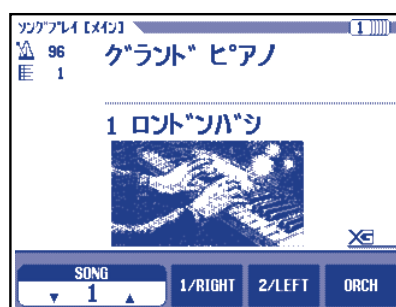 ソングプレイ [メイン]
1
96
グランド ピアノ
1
1 ロンドンバシ
XG
SONG
▼ 1 ▲
1/RIGHT
2/LEFT
ORCH